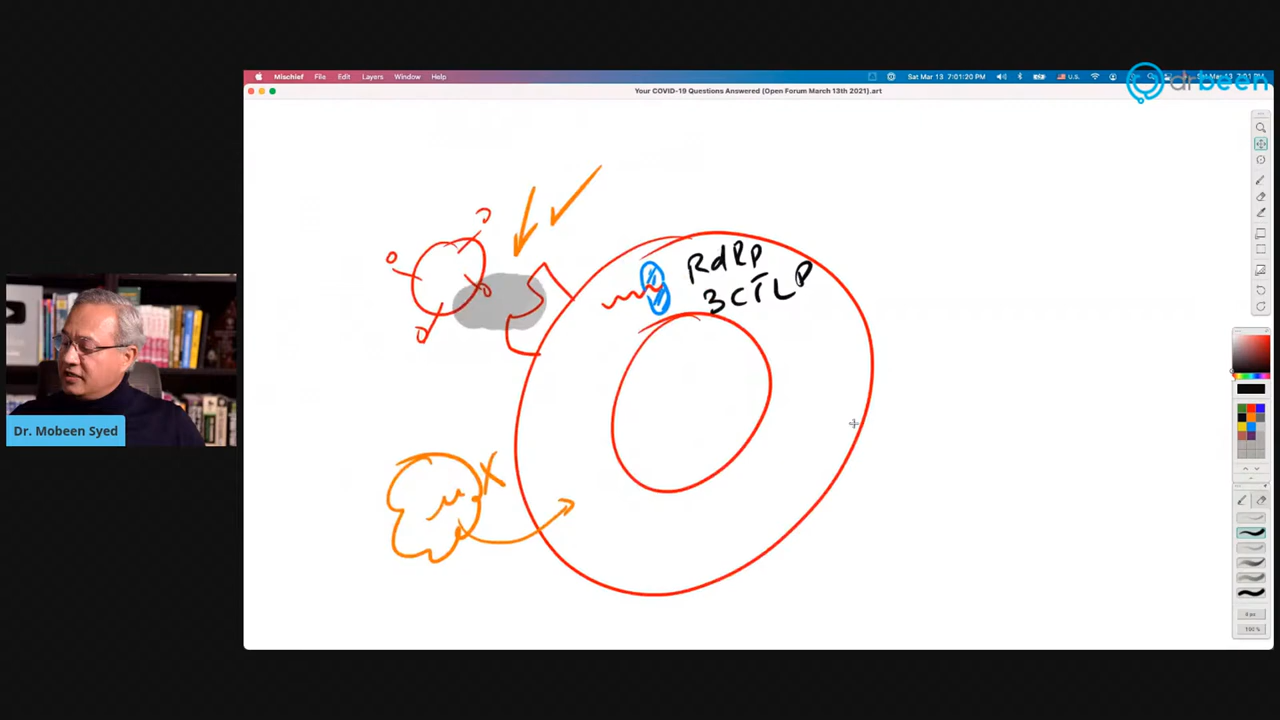 Mischief File Edit Layers Window Help
U.S. Sat Mar 13 7:01:20 PM
drbeen
Your COVID-19 Questions Answered (Open Forum March 13th 2021).art
RdRp
3CTLP
X
Dr. Mobeen Syed